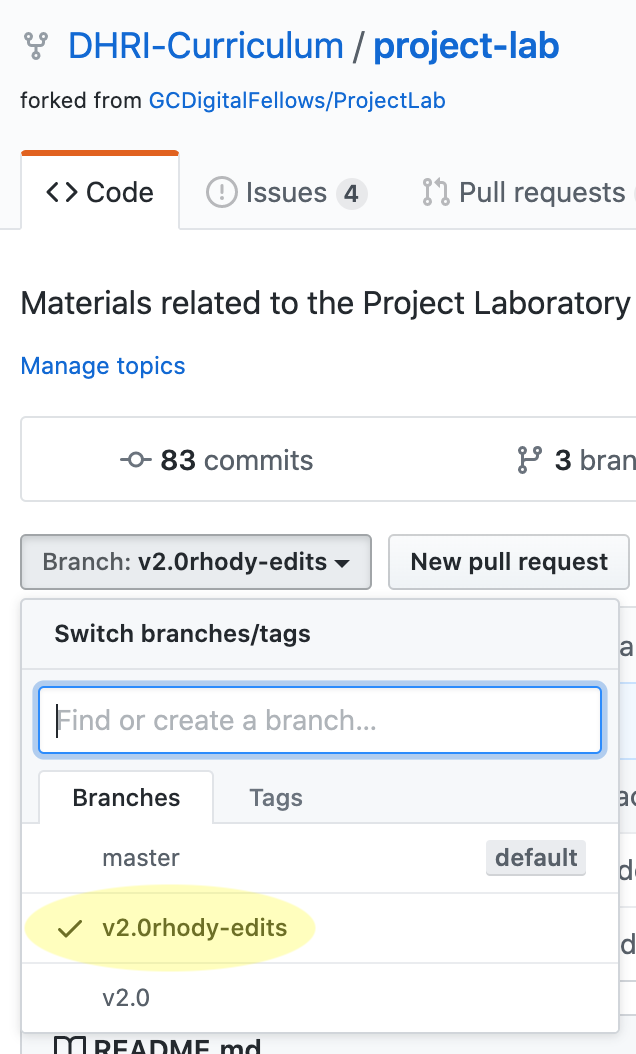 DHRI-Curriculum / project-lab
forked from GCDigitalFellows/ProjectLab
Code Issues 4 Pull requests
Materials related to the Project Laboratory
Manage topics
83 commits 3 bran
Branch: v2.0rhody-edits New pull request
Switch branches/tags
Find or create a branch...
Branches Tags
master default
v2.0rhody-edits
v2.0
README.md